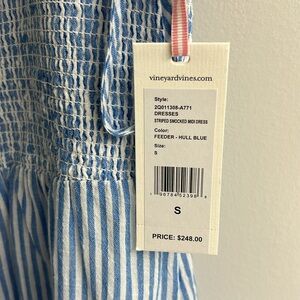 vineyardvines.com
Style:
2Q011308-A771
DRESSES
STRIPED SMOCKED MIDI DRESS
Color:
FEEDER - HULL BLUE
Size:
S
S
PRICE: $248.00